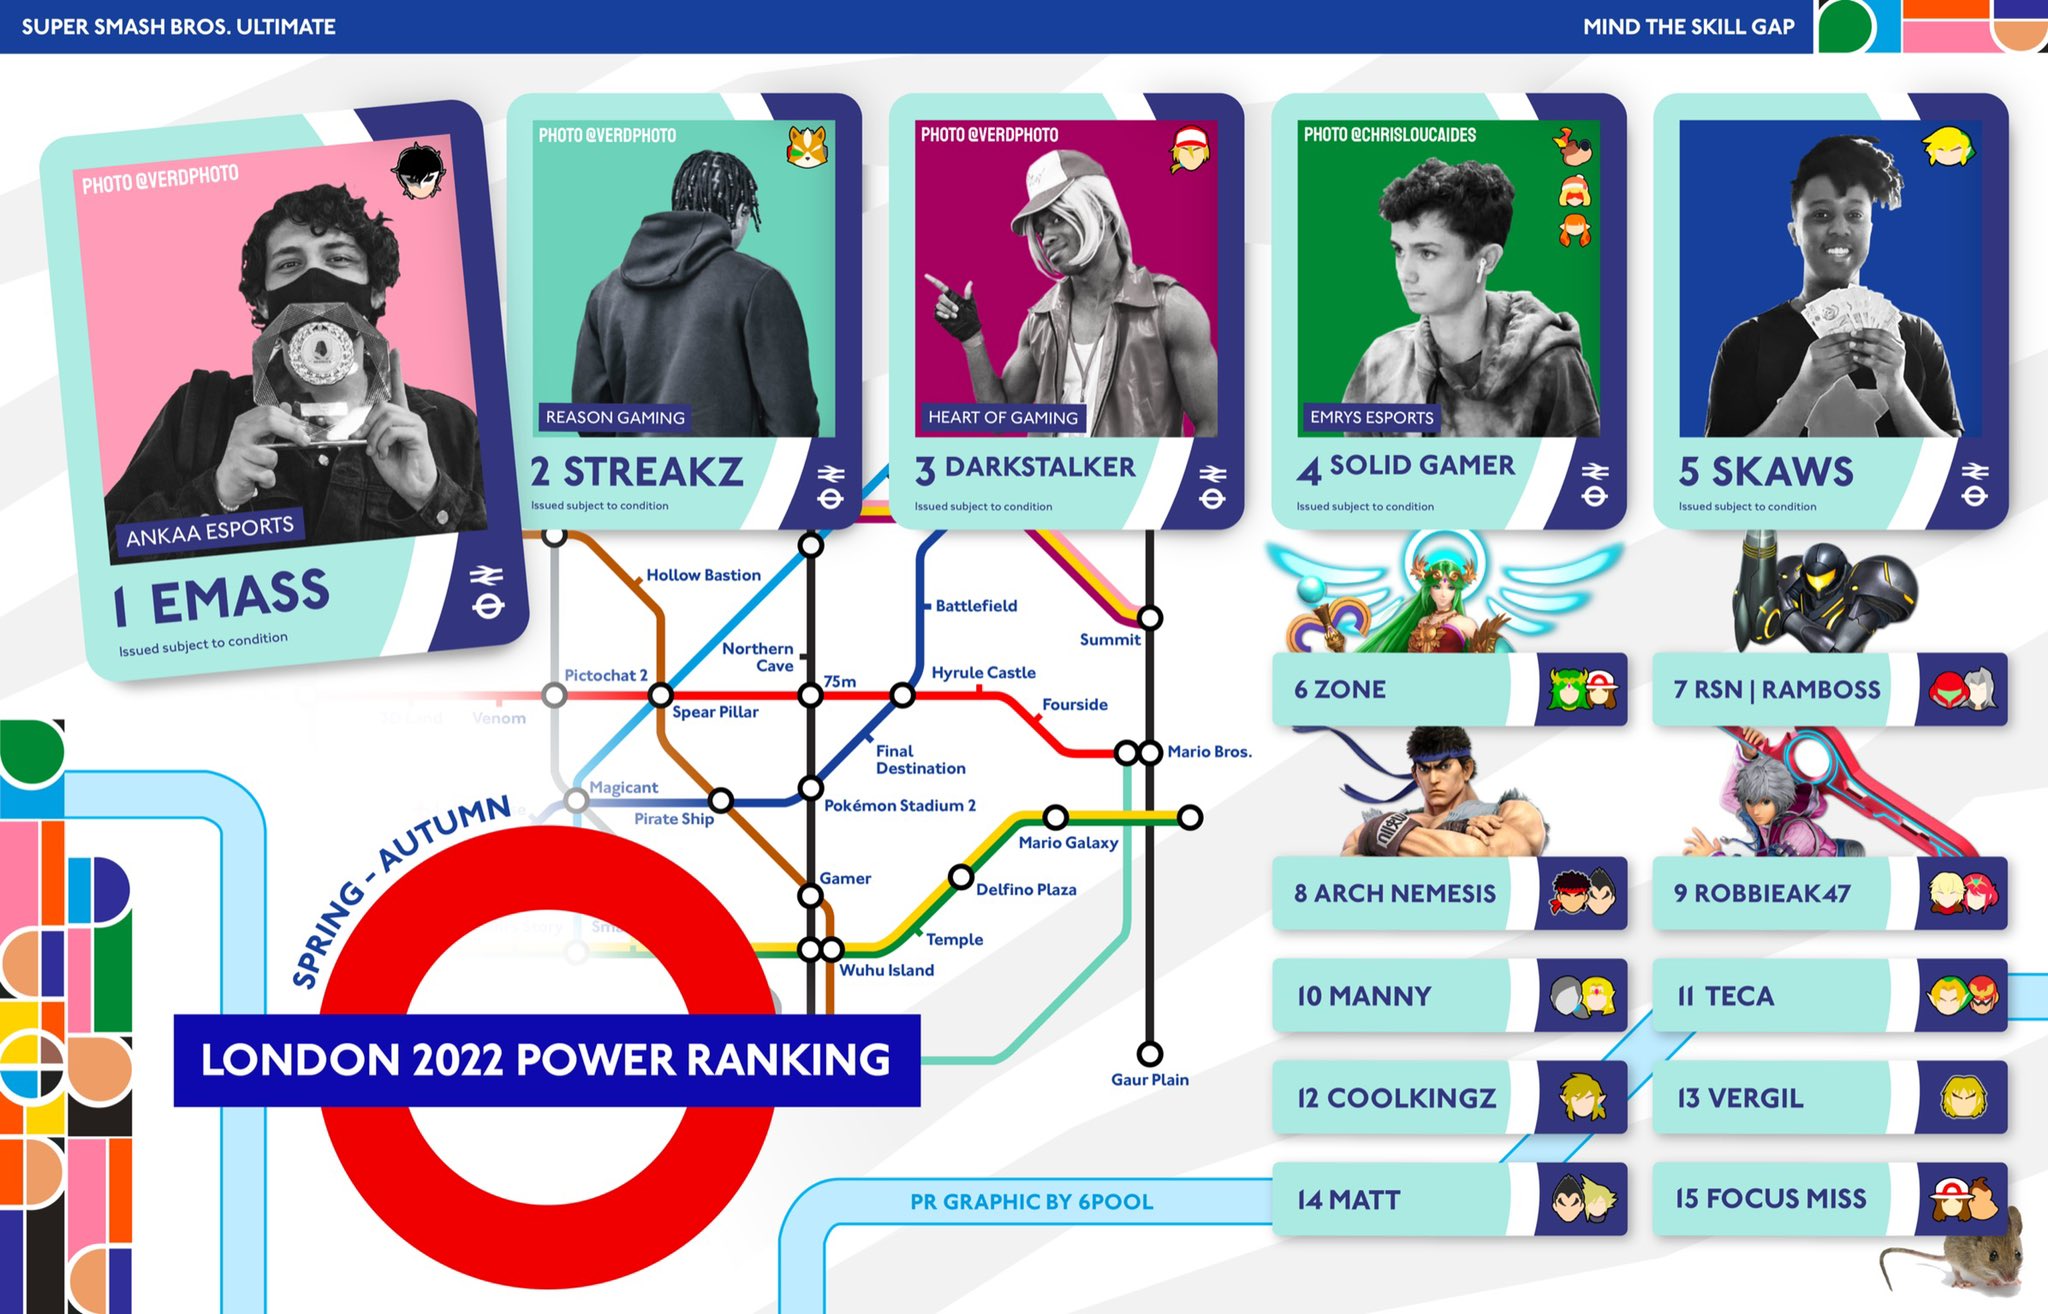 SUPER SMASH BROS. ULTIMATE
MIND THE SKILL GAP
PHOTO @VERDPHOTO
ANKAA ESPORTS
1 EMASS
Issued subject to condition
PHOTO @VERDPHOTO
REASON GAMING
2 STREAKZ
Issued subject to condition
PHOTO @VERDPHOTO
HEART OF GAMING
3 DARKSTALKER
Issued subject to condition
PHOTO @CHRISLOUCAIDES
EMRYS ESPORTS
4 SOLID GAMER
Issued subject to condition
5 SKAWS
Issued subject to condition
Hollow Bastion
Battlefield
Northern
Cave
Summit
Pictochat 2
75m
Hyrule Castle
Venom
Spear Pillar
Fourside
Final
Destination
Mario Bros.
Magicant
Pirate Ship
Pokémon Stadium 2
Mario Galaxy
Gamer
Delfino Plaza
Temple
Wuhu Island
Gaur Plain
SPRING - AUTUMN
LONDON 2022 POWER RANKING
PR GRAPHIC BY 6POOL
6 ZONE
7 RSN | RAMBOSS
8 ARCH NEMESIS
9 ROBBIEAK47
10 MANNY
11 TECA
12 COOLKINGZ
13 VERGIL
14 MATT
15 FOCUS MISS